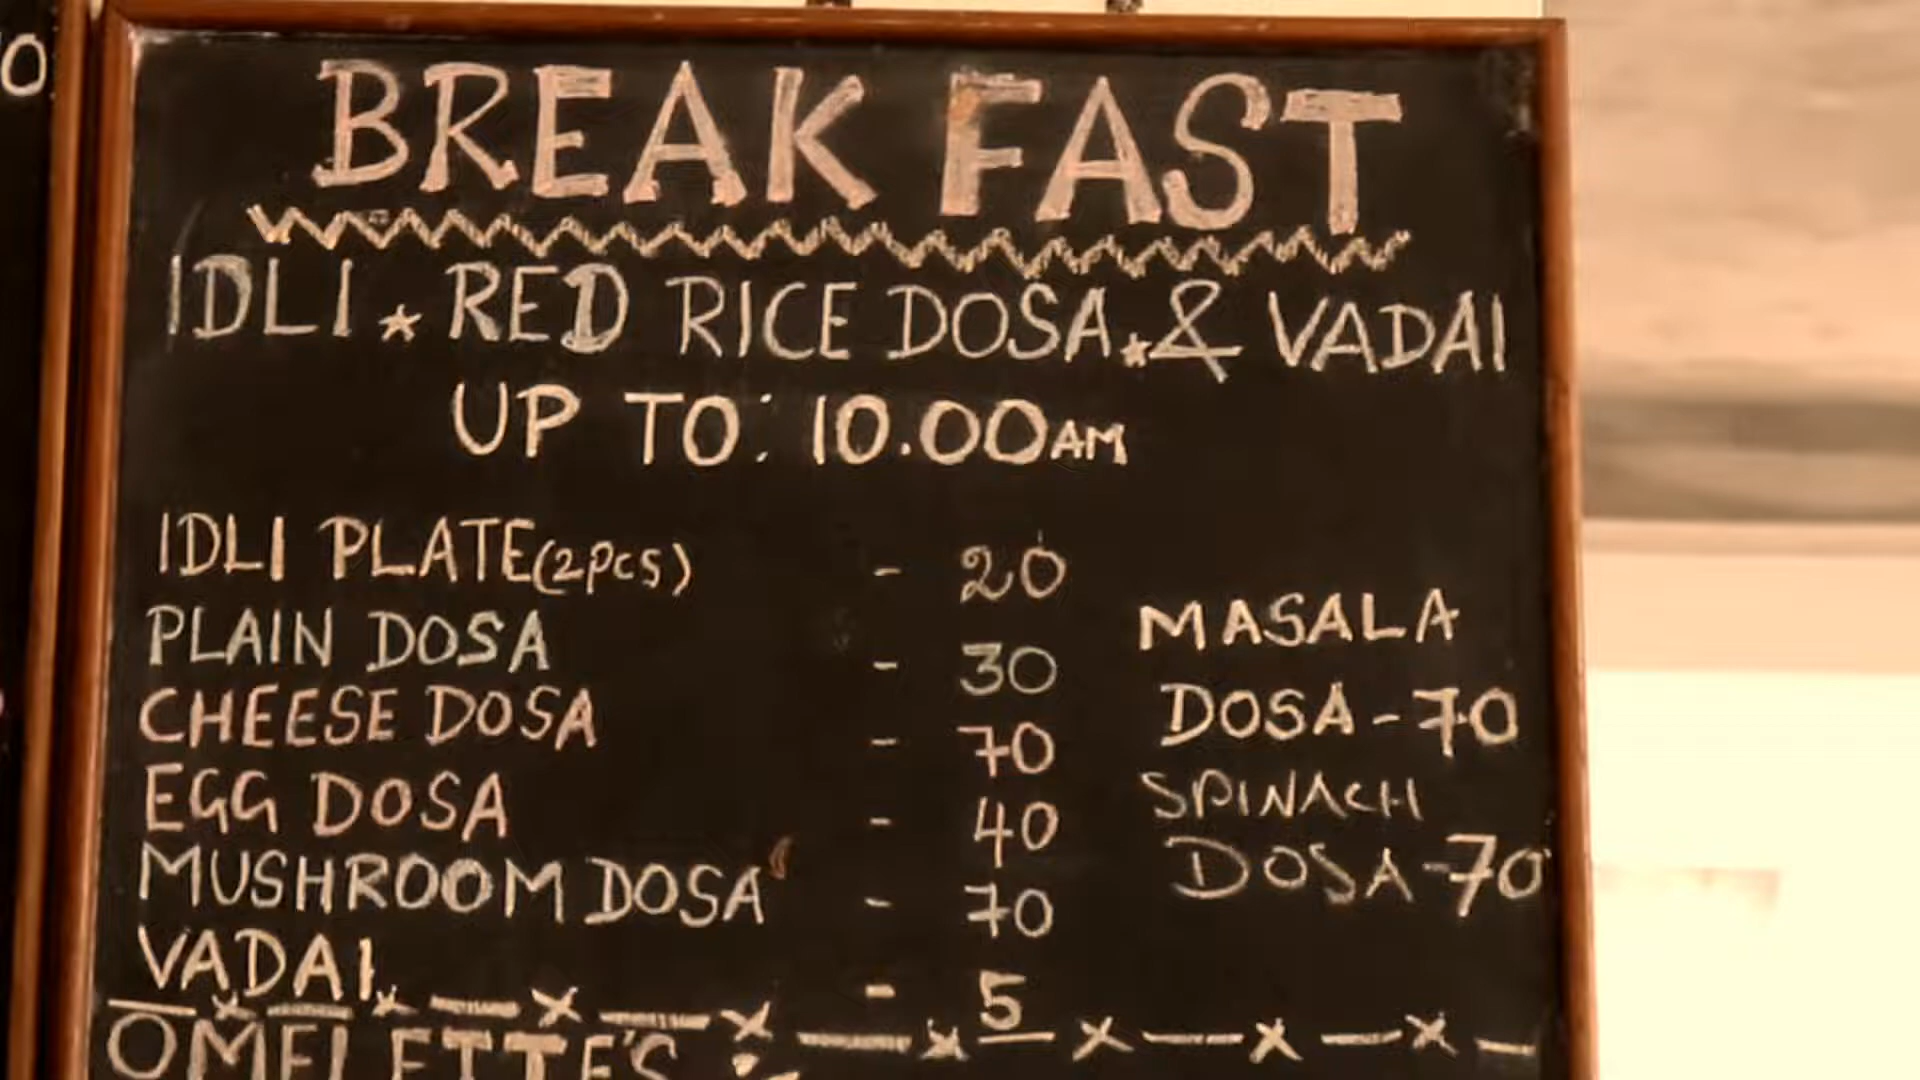 BREAK FAST
IDLI * RED RICE DOSA * & VADAI
UP TO: 10.00AM
IDLI PLATE (2PCS) - 20
PLAIN DOSA - 30
CHEESE DOSA - 70
EGG DOSA - 40
MUSHROOM DOSA - 70
VADAI - 5
MASALA
DOSA - 70
SPINACH
DOSA - 70
OMELETTE'S